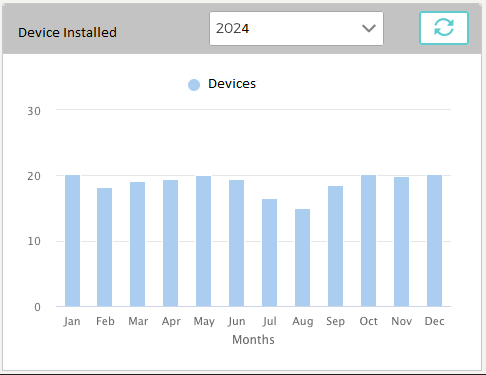 Device Installed
2024
Devices
30
20
10
0
Jan Feb Mar Apr May Jun Jul Aug Sep Oct Nov Dec
Months